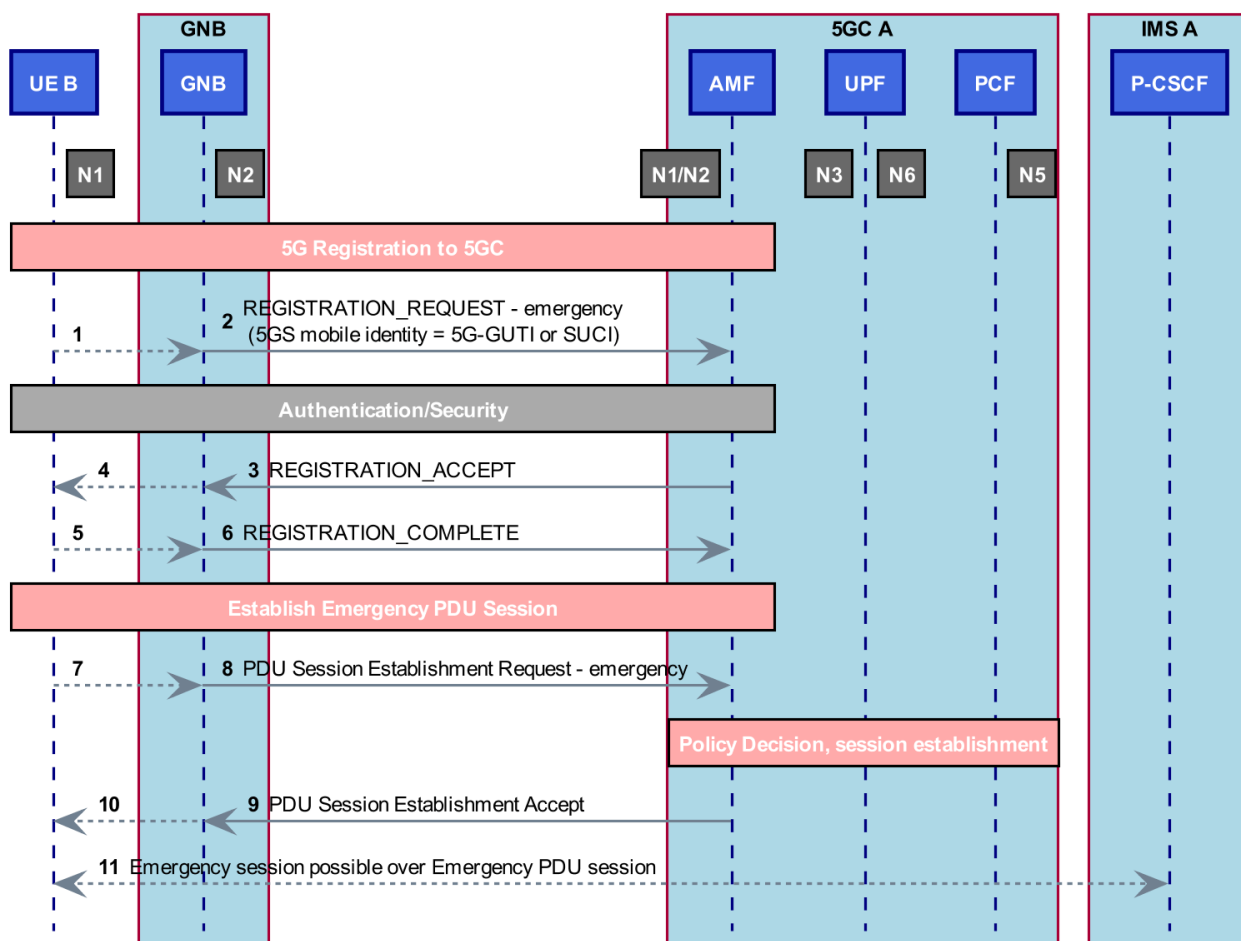 GNB
5GC A
IMS A
UE B
GNB
AMF
UPF
PCF
P-CSCF
N1
N2
N1/N2
N3
N6
N5
5G Registration to 5GC
1
2 REGISTRATION_REQUEST - emergency
(5GS mobile identity = 5G-GUTI or SUCI)
Authentication/Security
4
3 REGISTRATION_ACCEPT
5
6 REGISTRATION_COMPLETE
Establish Emergency PDU Session
7
8 PDU Session Establishment Request - emergency
Policy Decision, session establishment
10
9 PDU Session Establishment Accept
11 Emergency session possible over Emergency PDU session